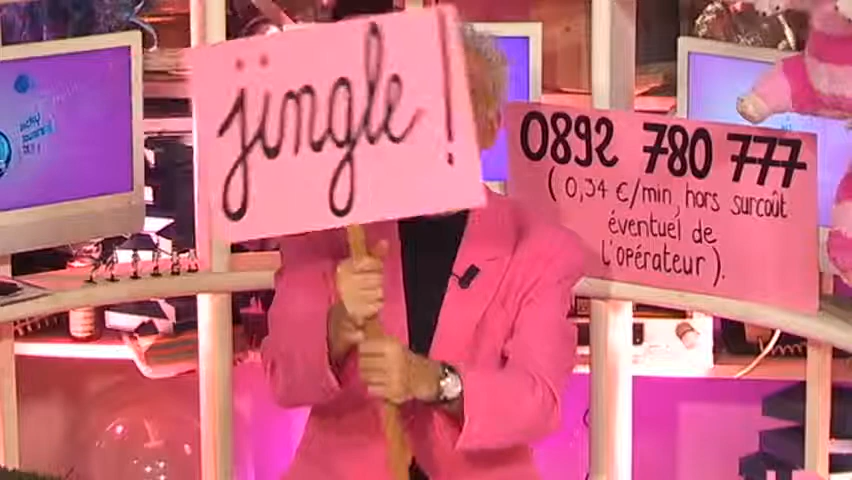 jingle !
0892 780 777
( 0,34 €/min, hors surcoût
éventuel de
l'opérateur ).